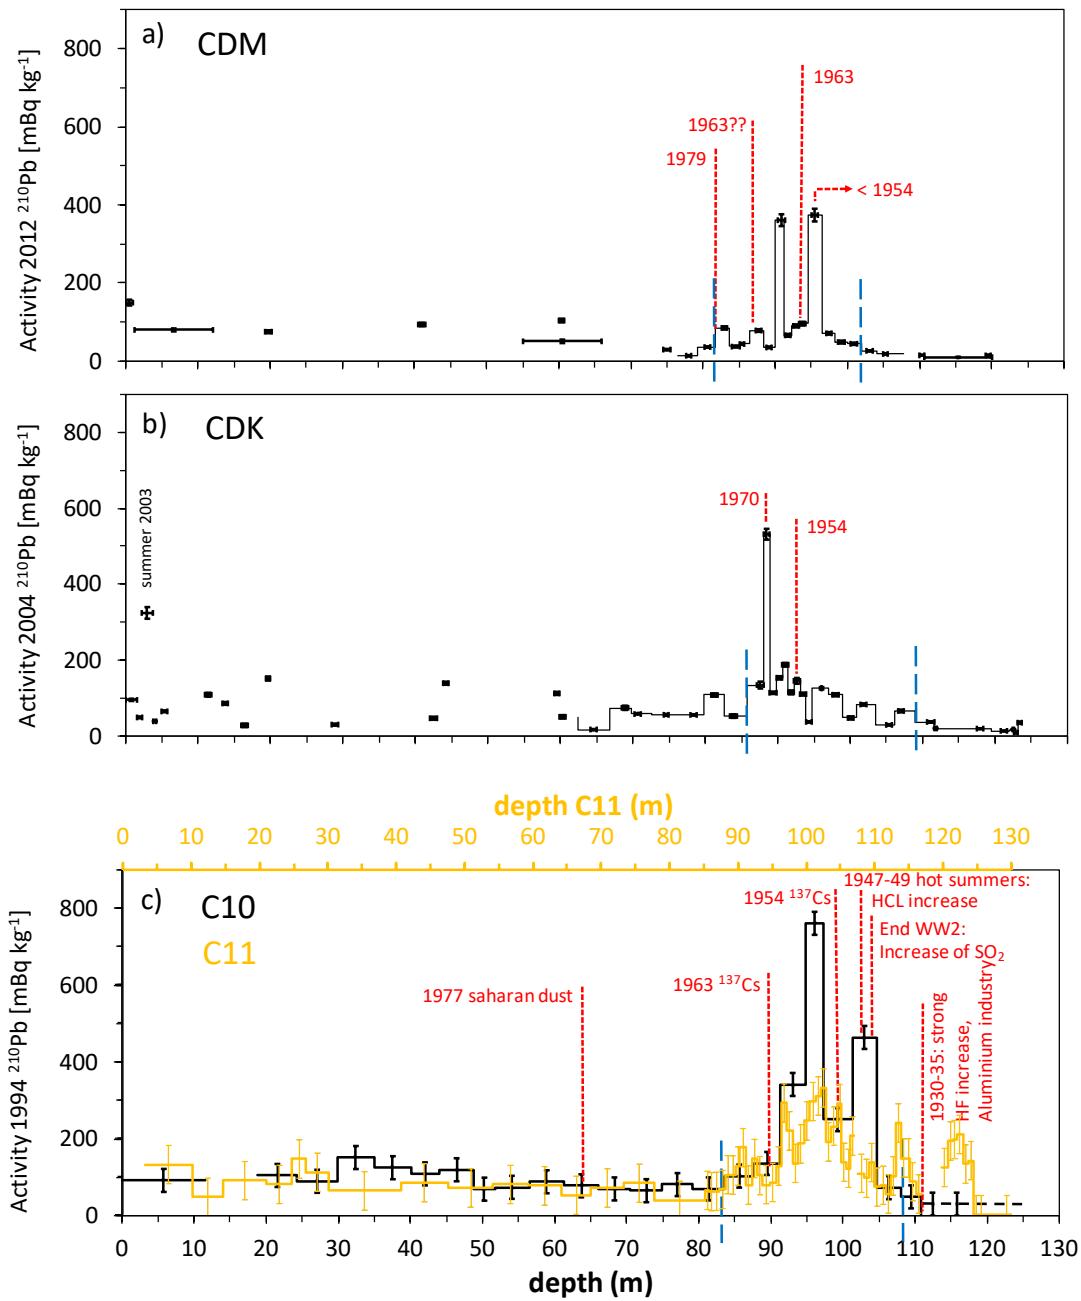 a) CDM
Activity 2012 ²¹⁰Pb [mBq kg⁻¹]
800
600
400
200
0
1963
1963??
1979
< 1954
b) CDK
Activity 2004 ²¹⁰Pb [mBq kg⁻¹]
800
600
400
200
0
summer 2003
1970
1954
depth C11 (m)
0 10 20 30 40 50 60 70 80 90 100 110 120 130
c) C10
C11
Activity 1994 ²¹⁰Pb [mBq kg⁻¹]
800
600
400
200
0
1977 saharan dust
1963 ¹³⁷Cs
1954 ¹³⁷Cs
1947-49 hot summers:
HCL increase
End WW2:
Increase of SO₂
1930-35: strong
HF increase,
Aluminium industry
0 10 20 30 40 50 60 70 80 90 100 110 120 130
depth (m)